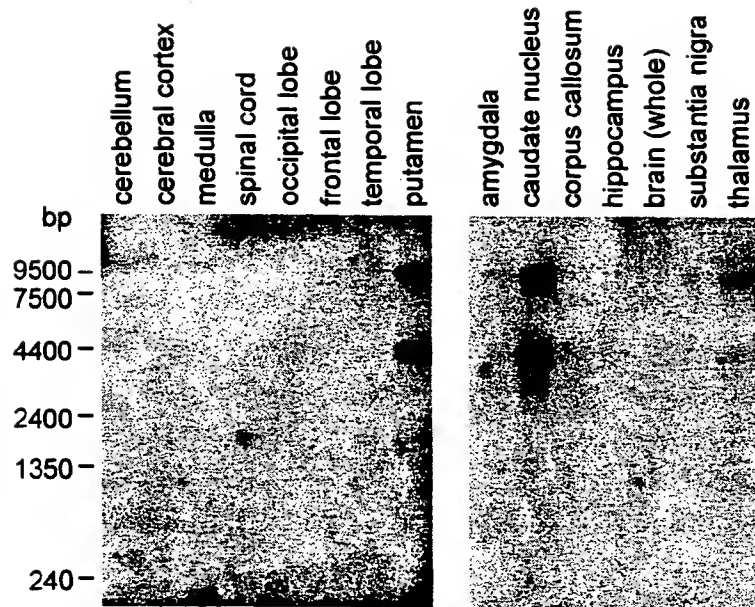 cerebellum
cerebral cortex
medulla
spinal cord
occipital lobe
frontal lobe
temporal lobe
putamen
amygdala
caudate nucleus
corpus callosum
hippocampus
brain (whole)
substantia nigra
thalamus
bp
9500
7500
4400
2400
1350
240